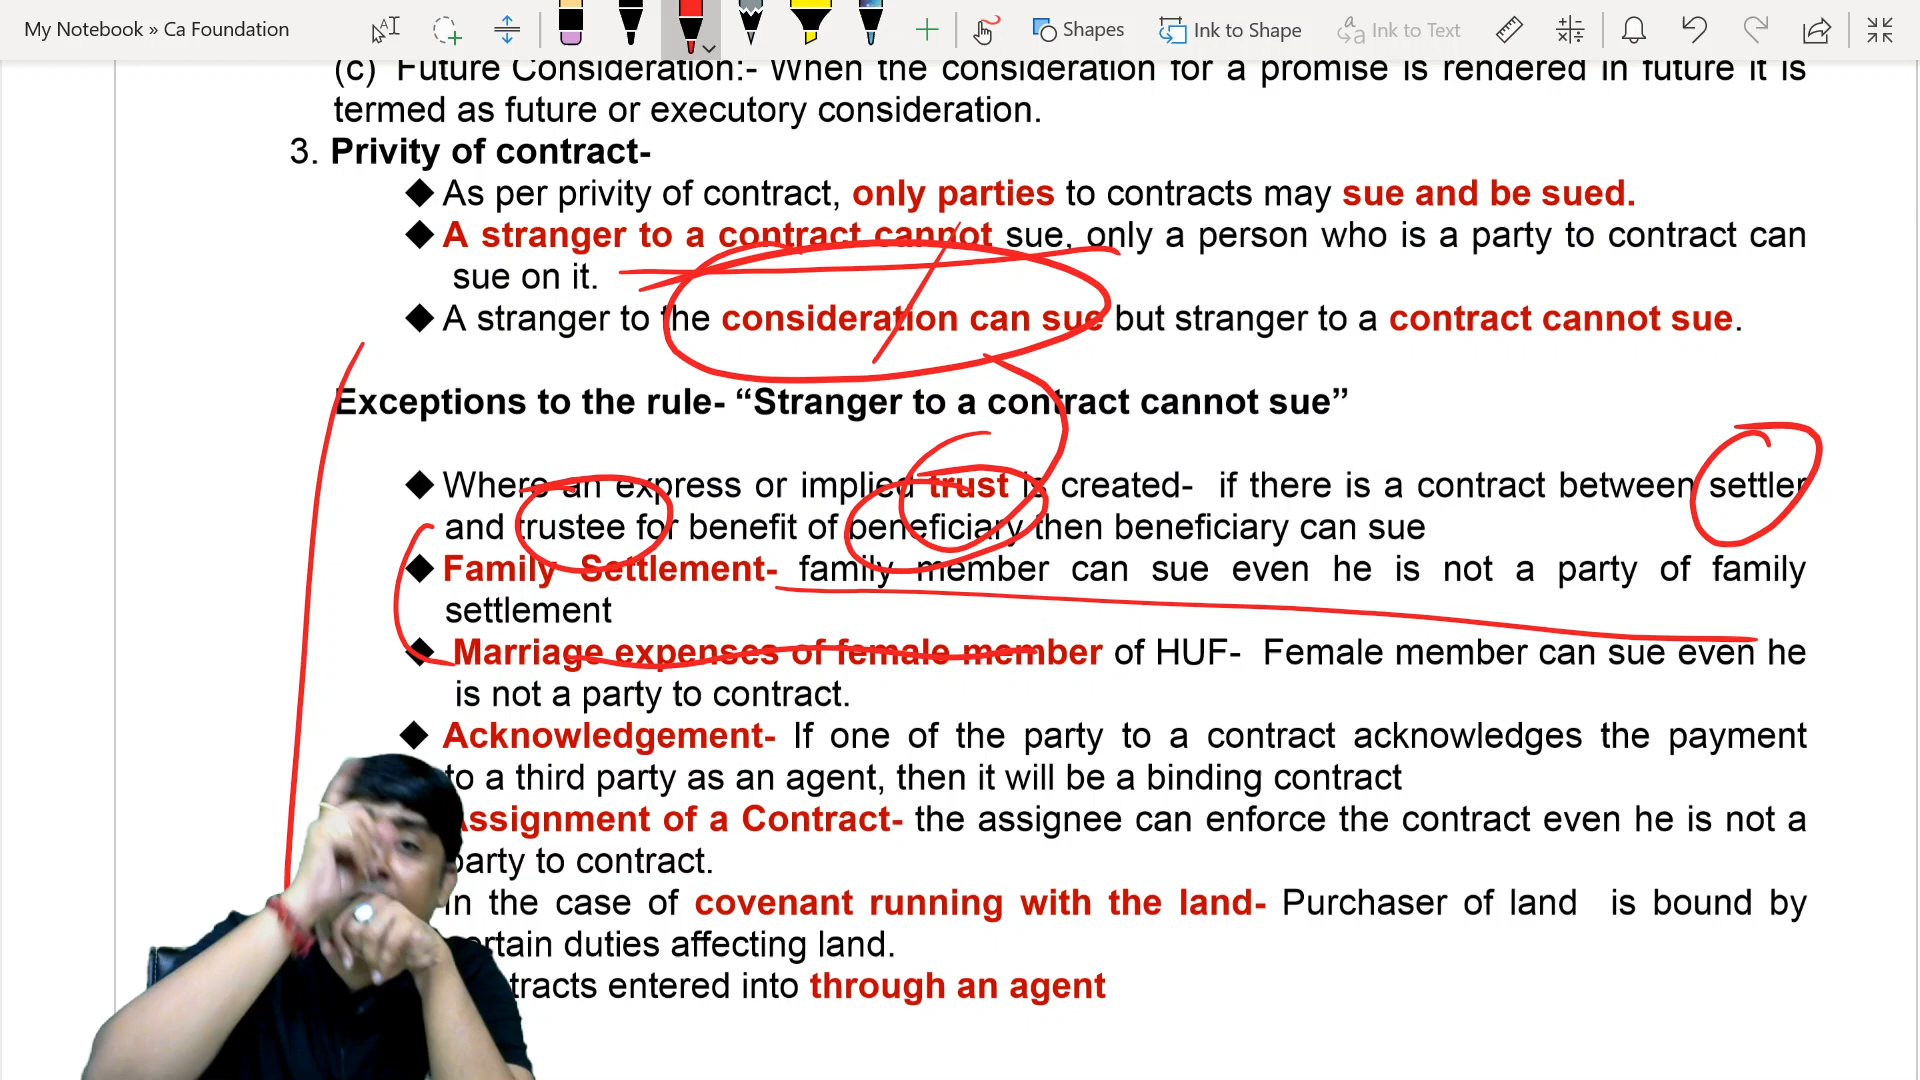 My Notebook » Ca Foundation
Shapes
Ink to Shape
Ink to Text
(c) Future Consideration:- When the consideration for a promise is rendered in future it is
termed as future or executory consideration.
3. Privity of contract-
◆ As per privity of contract, only parties to contracts may sue and be sued.
◆ A stranger to a contract cannot sue, only a person who is a party to contract can
sue on it.
◆ A stranger to the consideration can sue but stranger to a contract cannot sue.
Exceptions to the rule- “Stranger to a contract cannot sue”
◆ Where an express or implied trust is created- if there is a contract between settler
and trustee for benefit of beneficiary then beneficiary can sue
◆ Family Settlement- family member can sue even he is not a party of family
settlement
◆ Marriage expenses of female member of HUF- Female member can sue even he
is not a party to contract.
◆ Acknowledgement- If one of the party to a contract acknowledges the payment
to a third party as an agent, then it will be a binding contract
Assignment of a Contract- the assignee can enforce the contract even he is not a
party to contract.
In the case of covenant running with the land- Purchaser of land is bound by
duties affecting land.
entered into through an agent